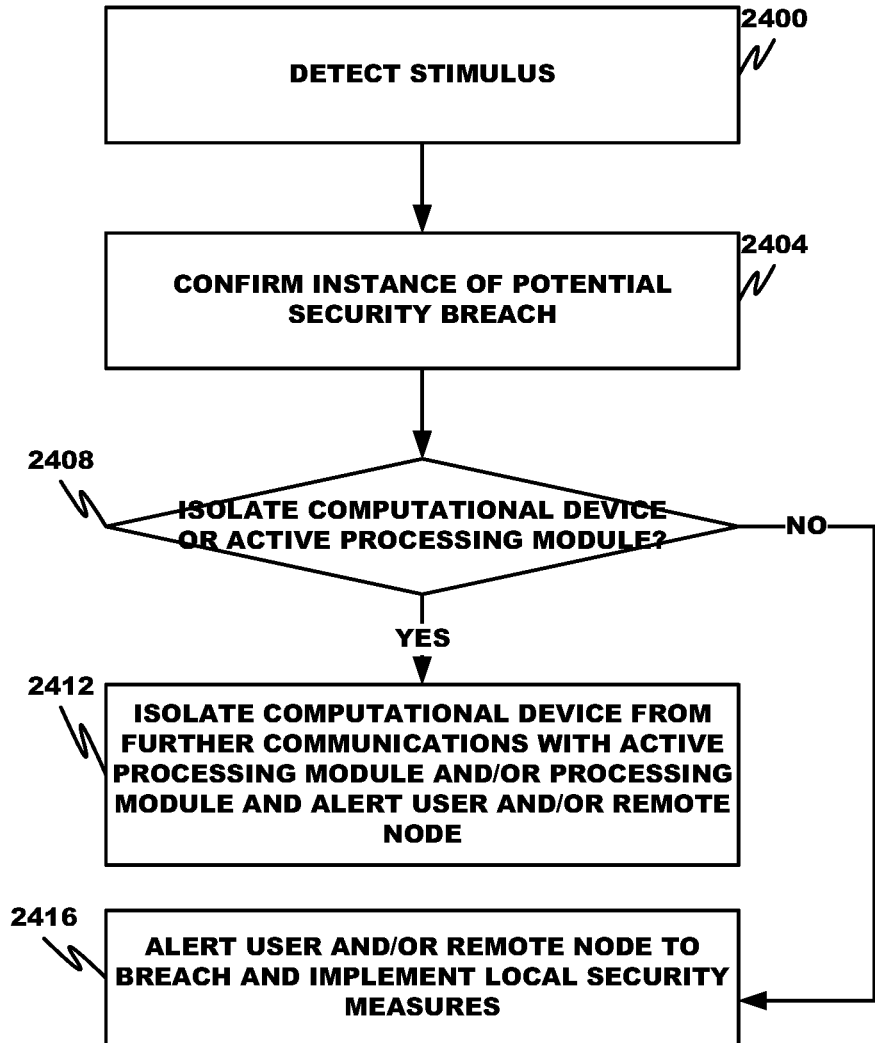 2400
DETECT STIMULUS
2404
CONFIRM INSTANCE OF POTENTIAL
SECURITY BREACH
2408
ISOLATE COMPUTATIONAL DEVICE
OR ACTIVE PROCESSING MODULE?
NO
YES
2412
ISOLATE COMPUTATIONAL DEVICE FROM
FURTHER COMMUNICATIONS WITH ACTIVE
PROCESSING MODULE AND/OR PROCESSING
MODULE AND ALERT USER AND/OR REMOTE
NODE
2416
ALERT USER AND/OR REMOTE NODE TO
BREACH AND IMPLEMENT LOCAL SECURITY
MEASURES